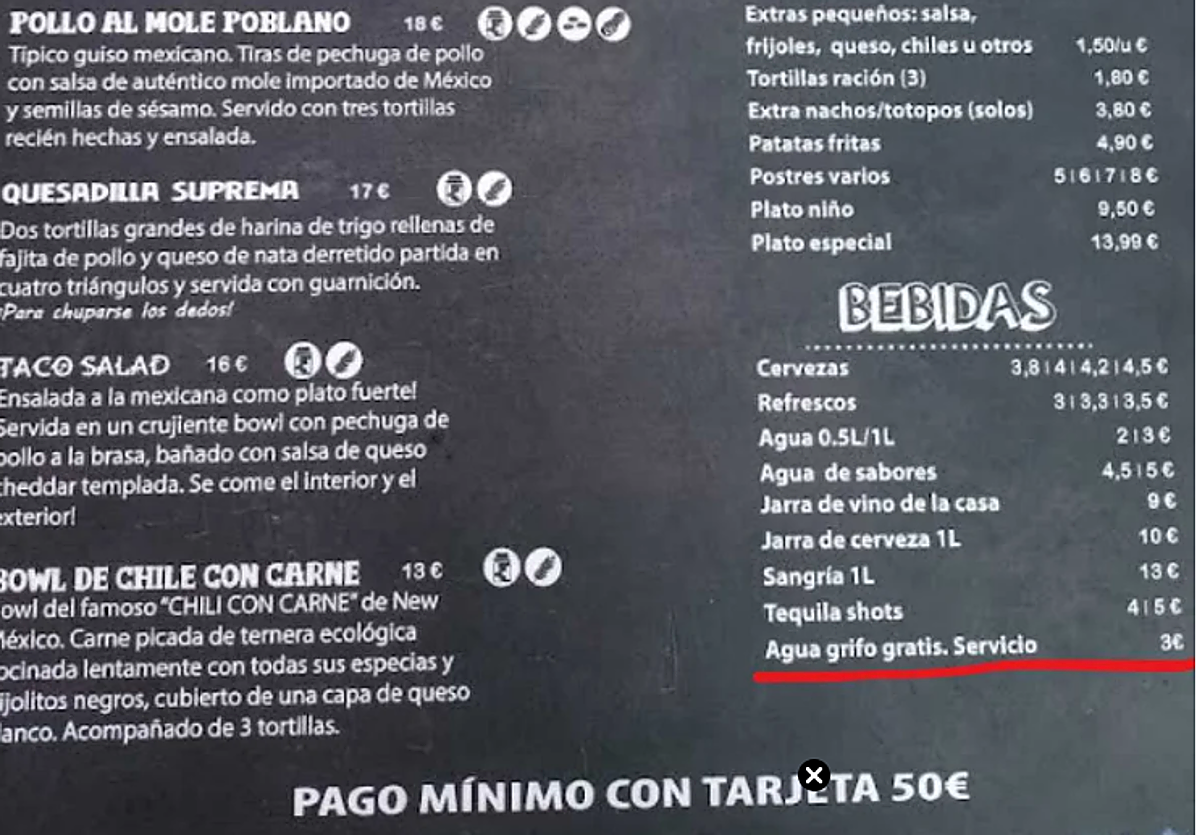 POLLO AL MOLE POBLANO 18 €
Típico guiso mexicano. Tiras de pechuga de pollo
con salsa de auténtico mole importado de México
y semillas de sésamo. Servido con tres tortillas
recién hechas y ensalada.
QUESADILLA SUPREMA 17 €
Dos tortillas grandes de harina de trigo rellenas de
fajita de pollo y queso de nata derretido partida en
cuatro triángulos y servida con guarnición.
¡Para chuparse los dedos!
TACO SALAD 16 €
Ensalada a la mexicana como plato fuerte!
Servida en un crujiente bowl con pechuga de
pollo a la brasa, bañado con salsa de queso
cheddar templada. Se come el interior y el
exterior!
BOWL DE CHILE CON CARNE 13 €
owl del famoso "CHILI CON CARNE" de New
México. Carne picada de ternera ecológica
ocinada lentamente con todas sus especias y
ijolitos negros, cubierto de una capa de queso
lanco. Acompañado de 3 tortillas.
Extras pequeños: salsa,
frijoles, queso, chiles u otros 1,50/u €
Tortillas ración (3) 1,80 €
Extra nachos/totopos (solos) 3,80 €
Patatas fritas 4,90 €
Postres varios 5|6|7|8 €
Plato niño 9,50 €
Plato especial 13,99 €
BEBIDAS
Cervezas 3,8|4|4,2|4,5 €
Refrescos 3|3,3|3,5 €
Agua 0.5L/1L 2|3 €
Agua de sabores 4,5|5 €
Jarra de vino de la casa 9 €
Jarra de cerveza 1L 10 €
Sangría 1L 13 €
Tequila shots 4|5 €
Agua grifo gratis. Servicio 3€
PAGO MÍNIMO CON TARJETA 50€